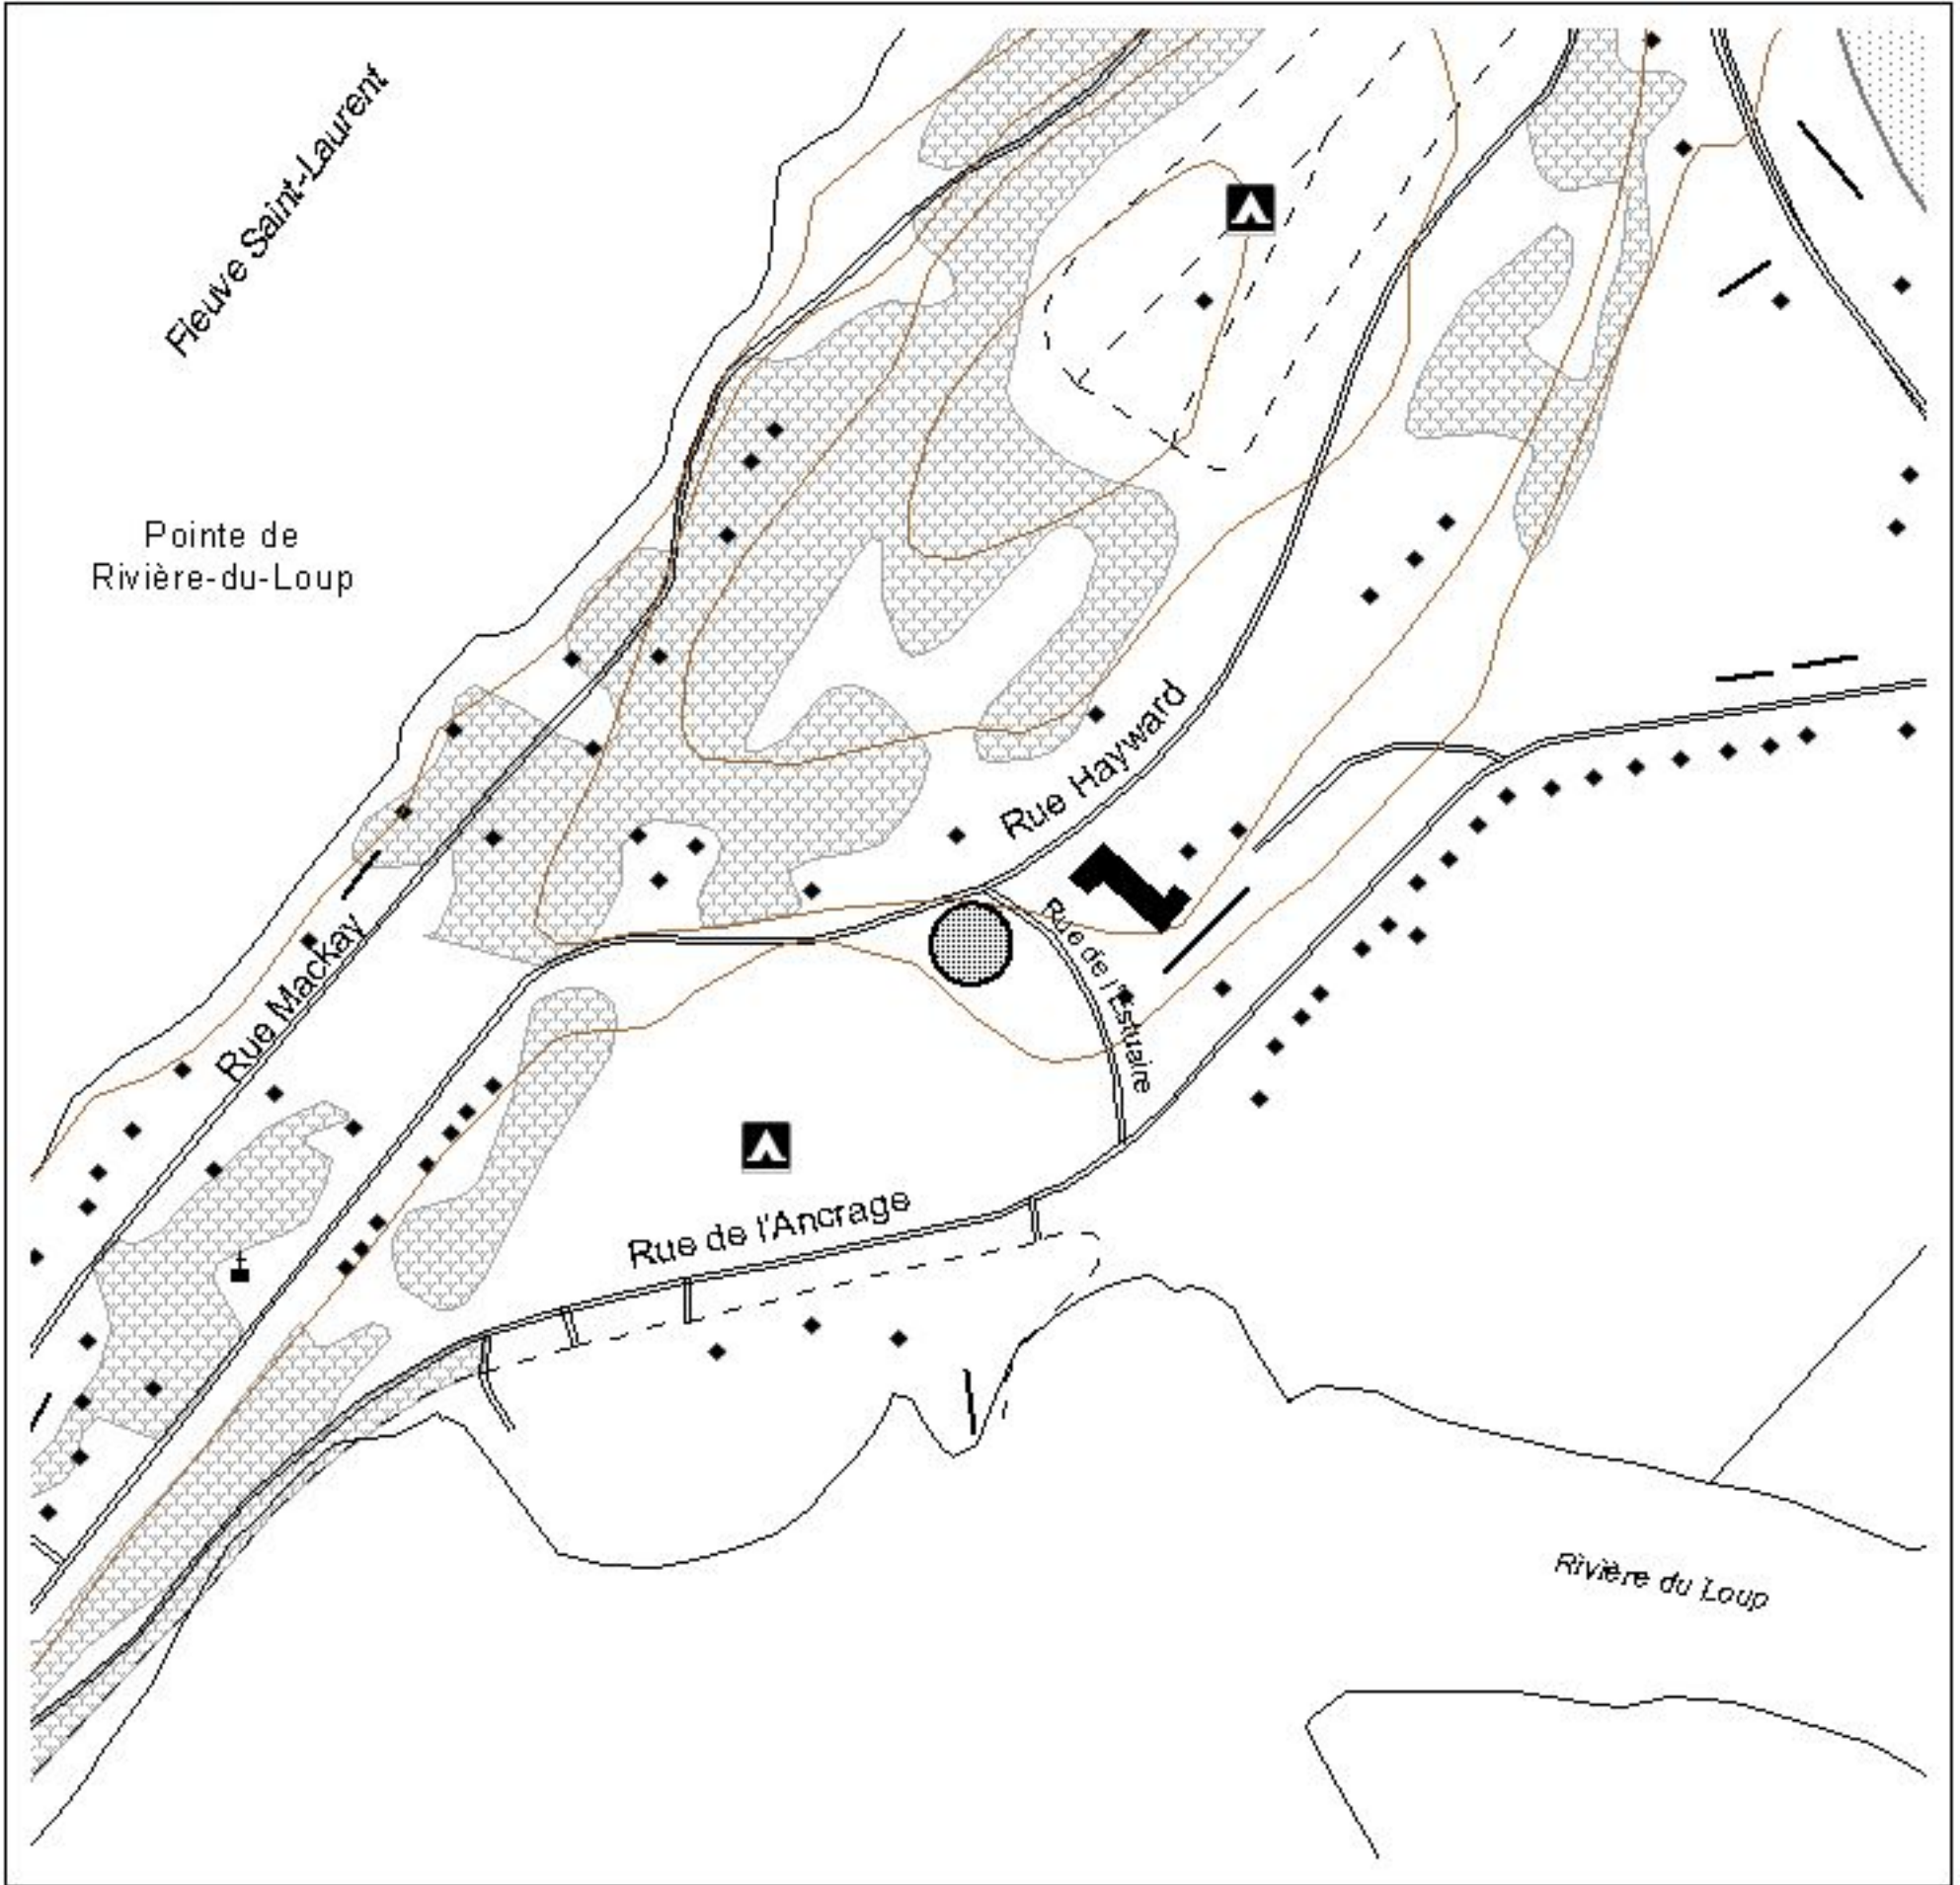 Fleuve Saint-Laurent
Pointe de
Rivière-du-Loup
Rue Hayward
Rue Mackay
Rue de l'Estuaire
Rue de l'Ancrage
Rivière du Loup